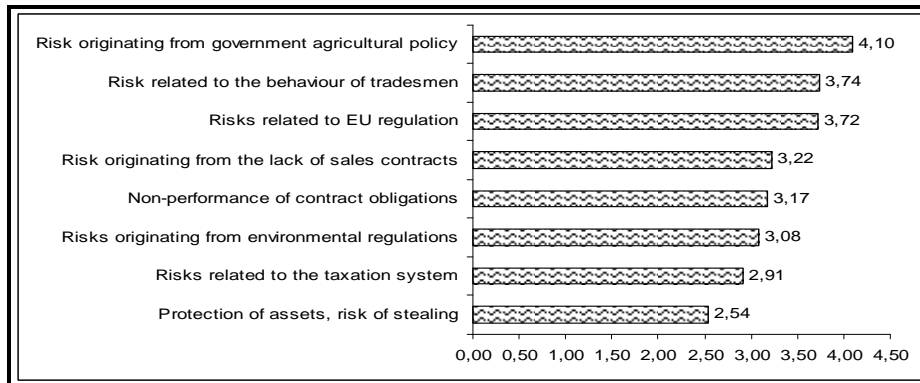 Risk originating from government agricultural policy 4,10
Risk related to the behaviour of tradesmen 3,74
Risks related to EU regulation 3,72
Risk originating from the lack of sales contracts 3,22
Non-performance of contract obligations 3,17
Risks originating from environmental regulations 3,08
Risks related to the taxation system 2,91
Protection of assets, risk of stealing 2,54
0,00 0,50 1,00 1,50 2,00 2,50 3,00 3,50 4,00 4,50